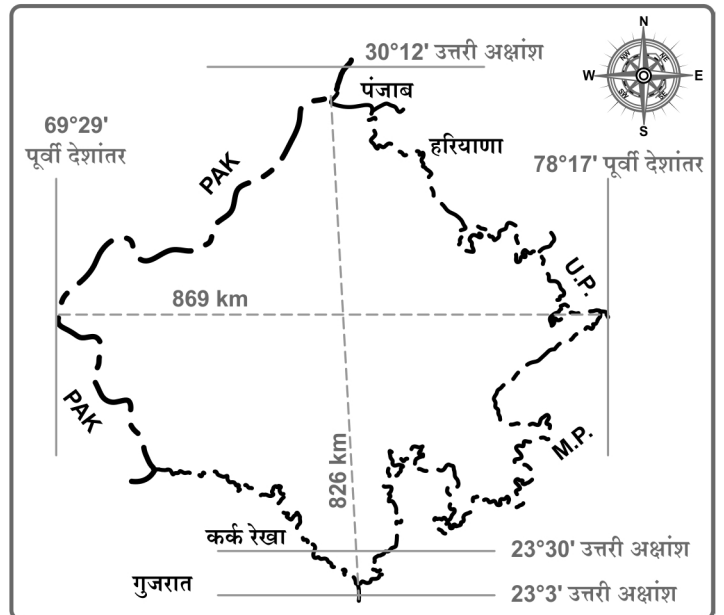 30°12' उत्तरी अक्षांश
N
NW
NE
W
E
SW
SE
S
पंजाब
69°29'
पूर्वी देशांतर
हरियाणा
78°17' पूर्वी देशांतर
PAK
U.P.
869 km
PAK
M.P.
826 km
कर्क रेखा
23°30' उत्तरी अक्षांश
गुजरात
23°3' उत्तरी अक्षांश